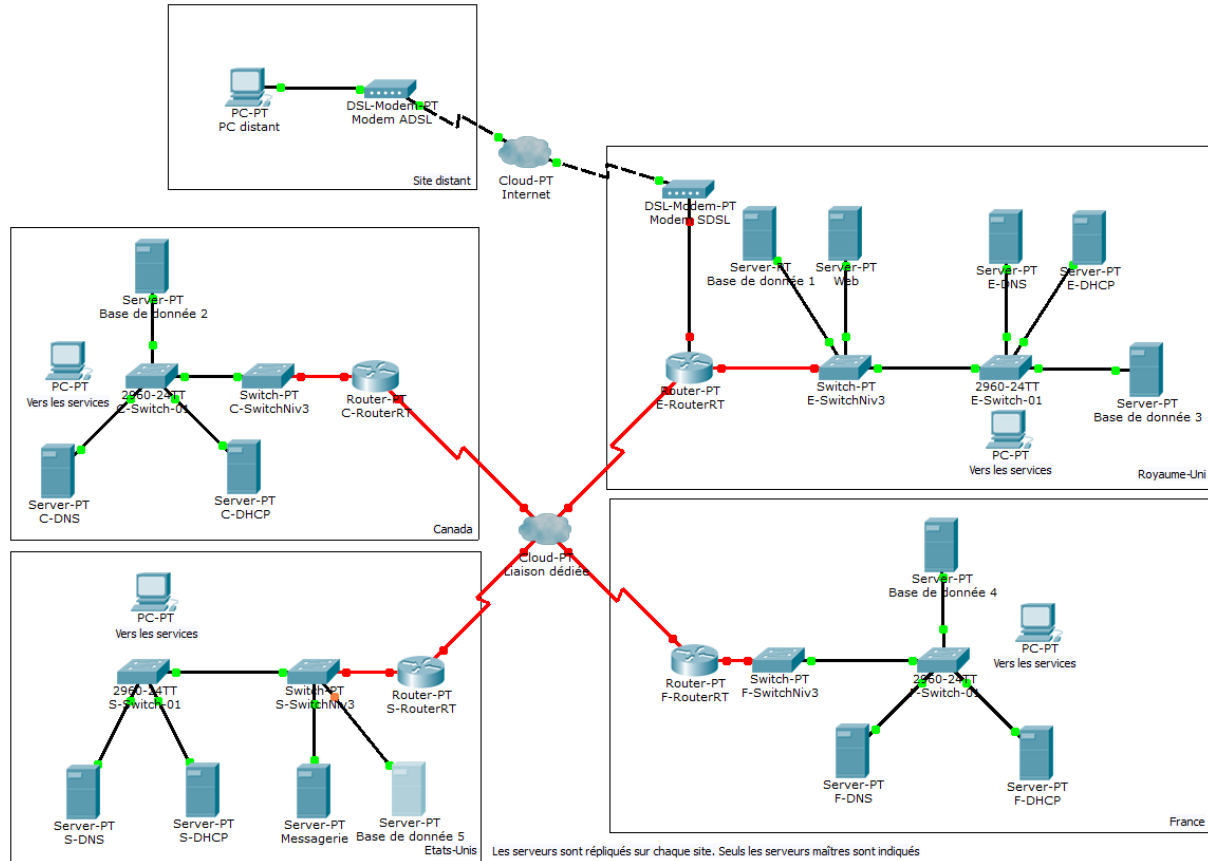 PC-PT
PC distant
DSL-Modem-PT
Modem ADSL
Site distant
Cloud-PT
Internet
DSL-Modem-PT
Modem SDSL
Server-PT
Base de donnée 1
Server-PT
Web
Server-PT
E-DNS
Server-PT
E-DHCP
Router-PT
E-RouterRT
Switch-PT
E-SwitchNiv3
2960-24TT
E-Switch-01
Server-PT
Base de donnée 3
PC-PT
Vers les services
Royaume-Uni
Server-PT
Base de donnée 2
PC-PT
Vers les services
2960-24TT
C-Switch-01
Switch-PT
C-SwitchNiv3
Router-PT
C-RouterRT
Server-PT
C-DNS
Server-PT
C-DHCP
Canada
Cloud-PT
Liaison dédiée
PC-PT
Vers les services
2960-24TT
S-Switch-01
Switch-PT
S-SwitchNiv3
Router-PT
S-RouterRT
Server-PT
S-DNS
Server-PT
S-DHCP
Server-PT
Messagerie
Server-PT
Base de donnée 5
Etats-Unis
Server-PT
Base de donnée 4
PC-PT
Vers les services
Router-PT
F-RouterRT
Switch-PT
F-SwitchNiv3
2960-24TT
F-Switch-01
Server-PT
F-DNS
Server-PT
F-DHCP
France
Les serveurs sont répliqués sur chaque site. Seuls les serveurs maîtres sont indiqués